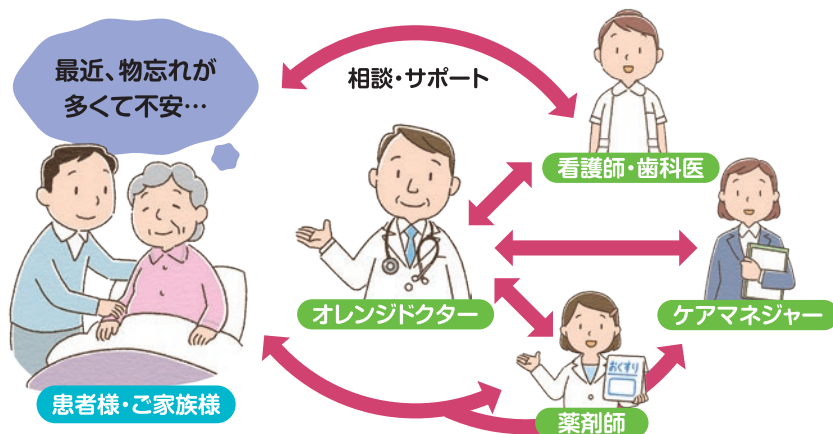 最近、物忘れが
多くて不安…
相談・サポート
看護師・歯科医
オレンジドクター
ケアマネジャー
おくすり
患者様・ご家族様
薬剤師